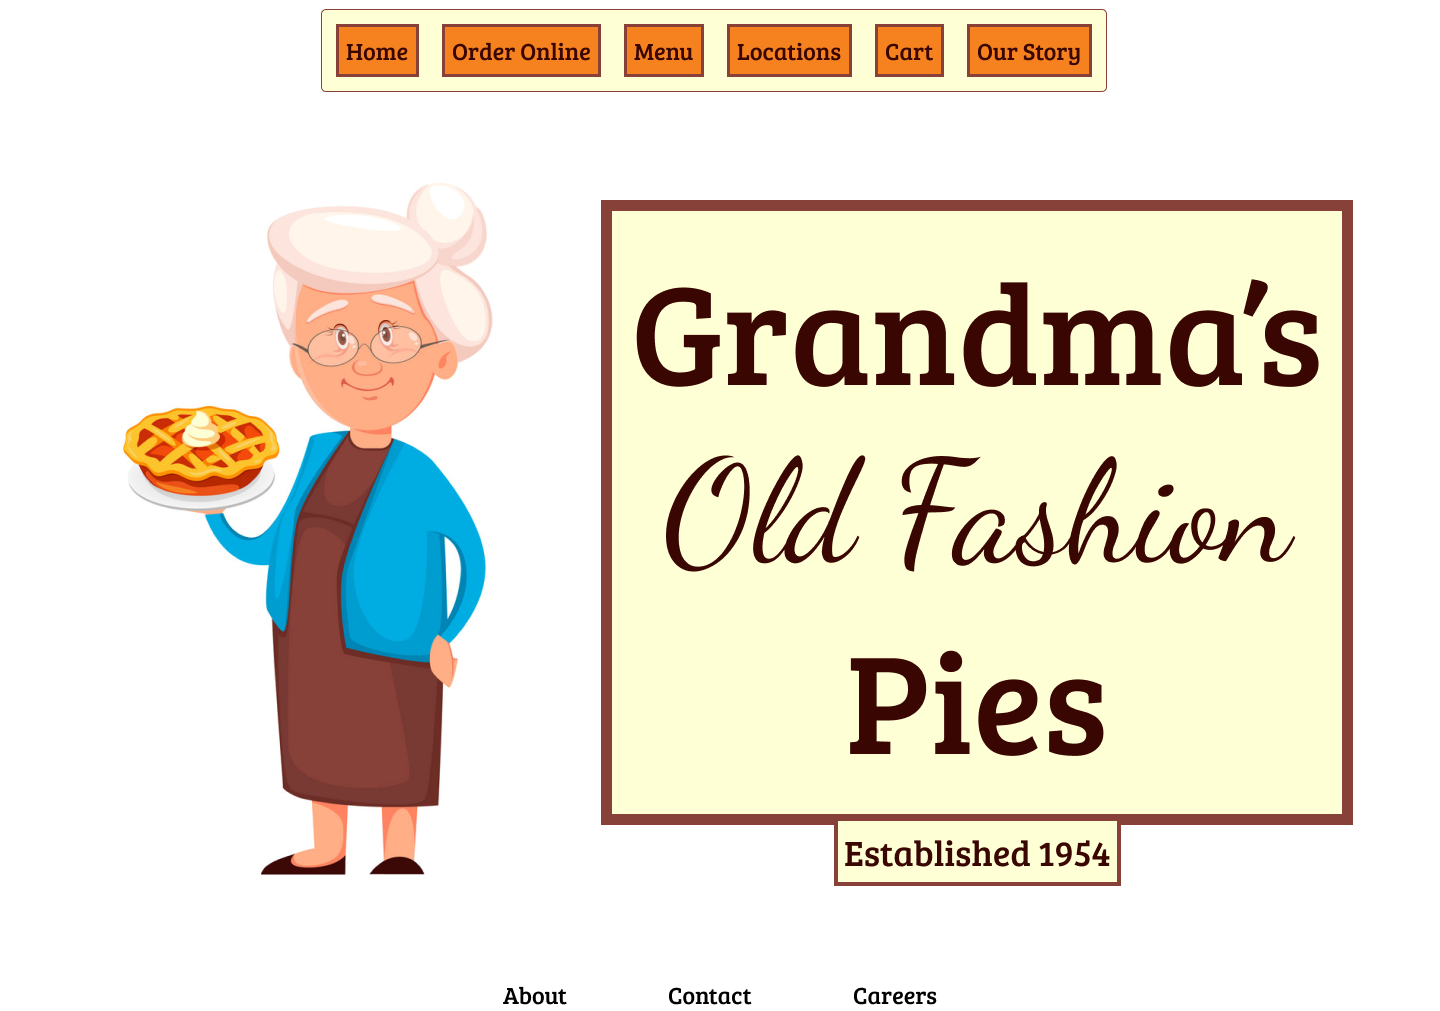 Home Order Online Menu Locations Cart Our Story
Grandma's
Old Fashion
Pies
Established 1954
About Contact Careers